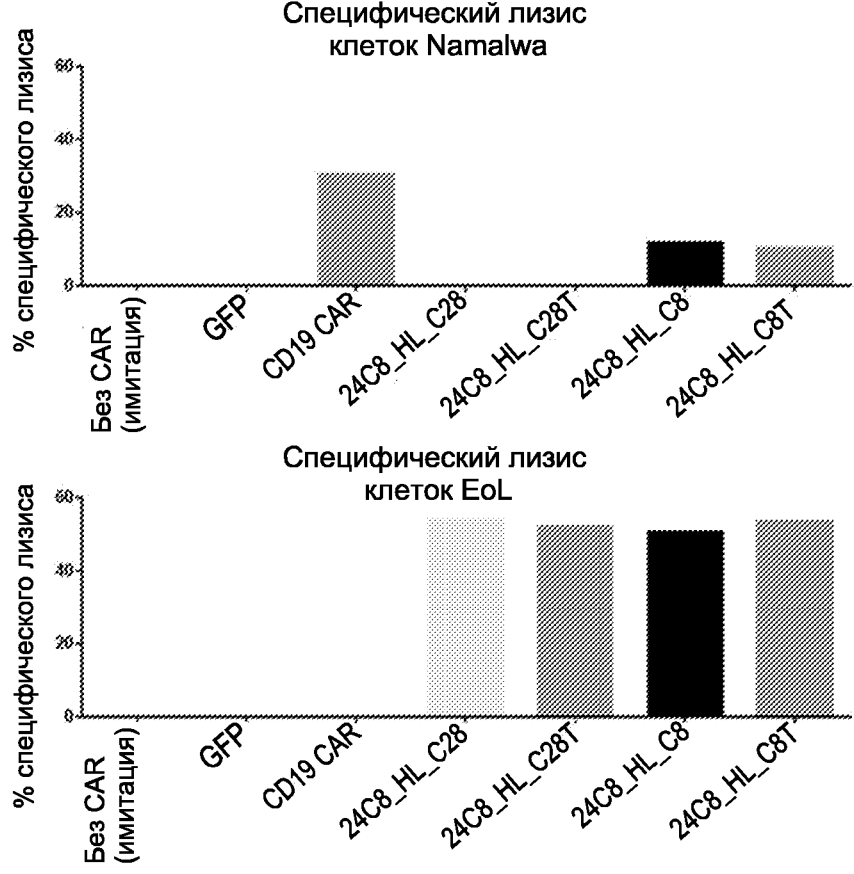 Специфический лизис
клеток Namalwa
% специфического лизиса
60
40
20
0
Без CAR
(имитация)
GFP
CD19 CAR
24C8_HL_C28
24C8_HL_C28T
24C8_HL_C8
24C8_HL_C8T
Специфический лизис
клеток EoL
% специфического лизиса
60
40
20
0
Без CAR
(имитация)
GFP
CD19 CAR
24C8_HL_C28
24C8_HL_C28T
24C8_HL_C8
24C8_HL_C8T